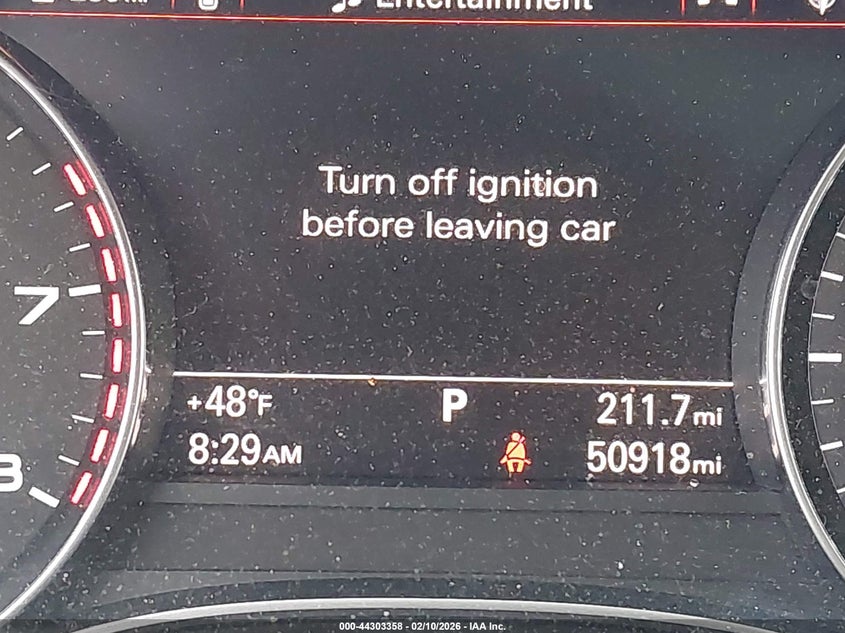 Entertainment
Turn off ignition
before leaving car
7
8
+48°F P 211.7mi
8:29AM 50918mi
000-44303358 - 02/10/2026 - IAA Inc.